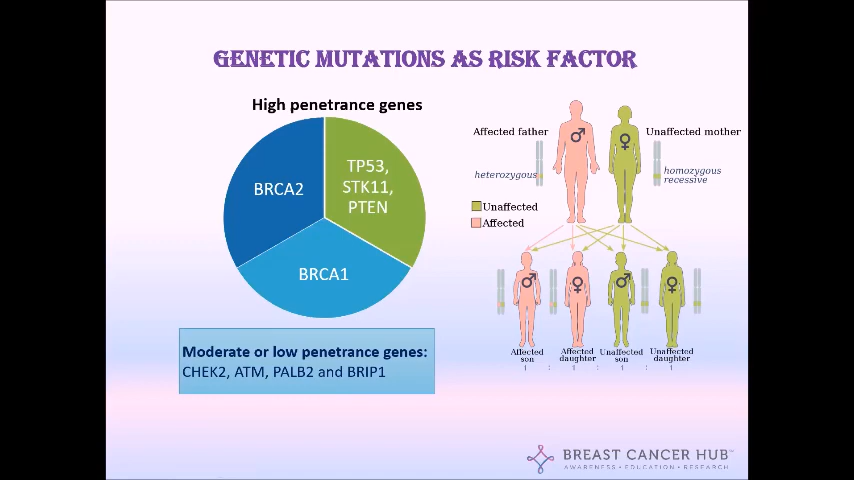 GENETIC MUTATIONS AS RISK FACTOR
High penetrance genes
BRCA2
TP53,
STK11,
PTEN
BRCA1
Moderate or low penetrance genes:
CHEK2, ATM, PALB2 and BRIP1
Affected father
Unaffected mother
heterozygous
homozygous
recessive
Unaffected
Affected
Affected
son
Affected
daughter
Unaffected
son
Unaffected
daughter
1 : 1 : 1 : 1
BREAST CANCER HUB™
AWARENESS • EDUCATION • RESEARCH